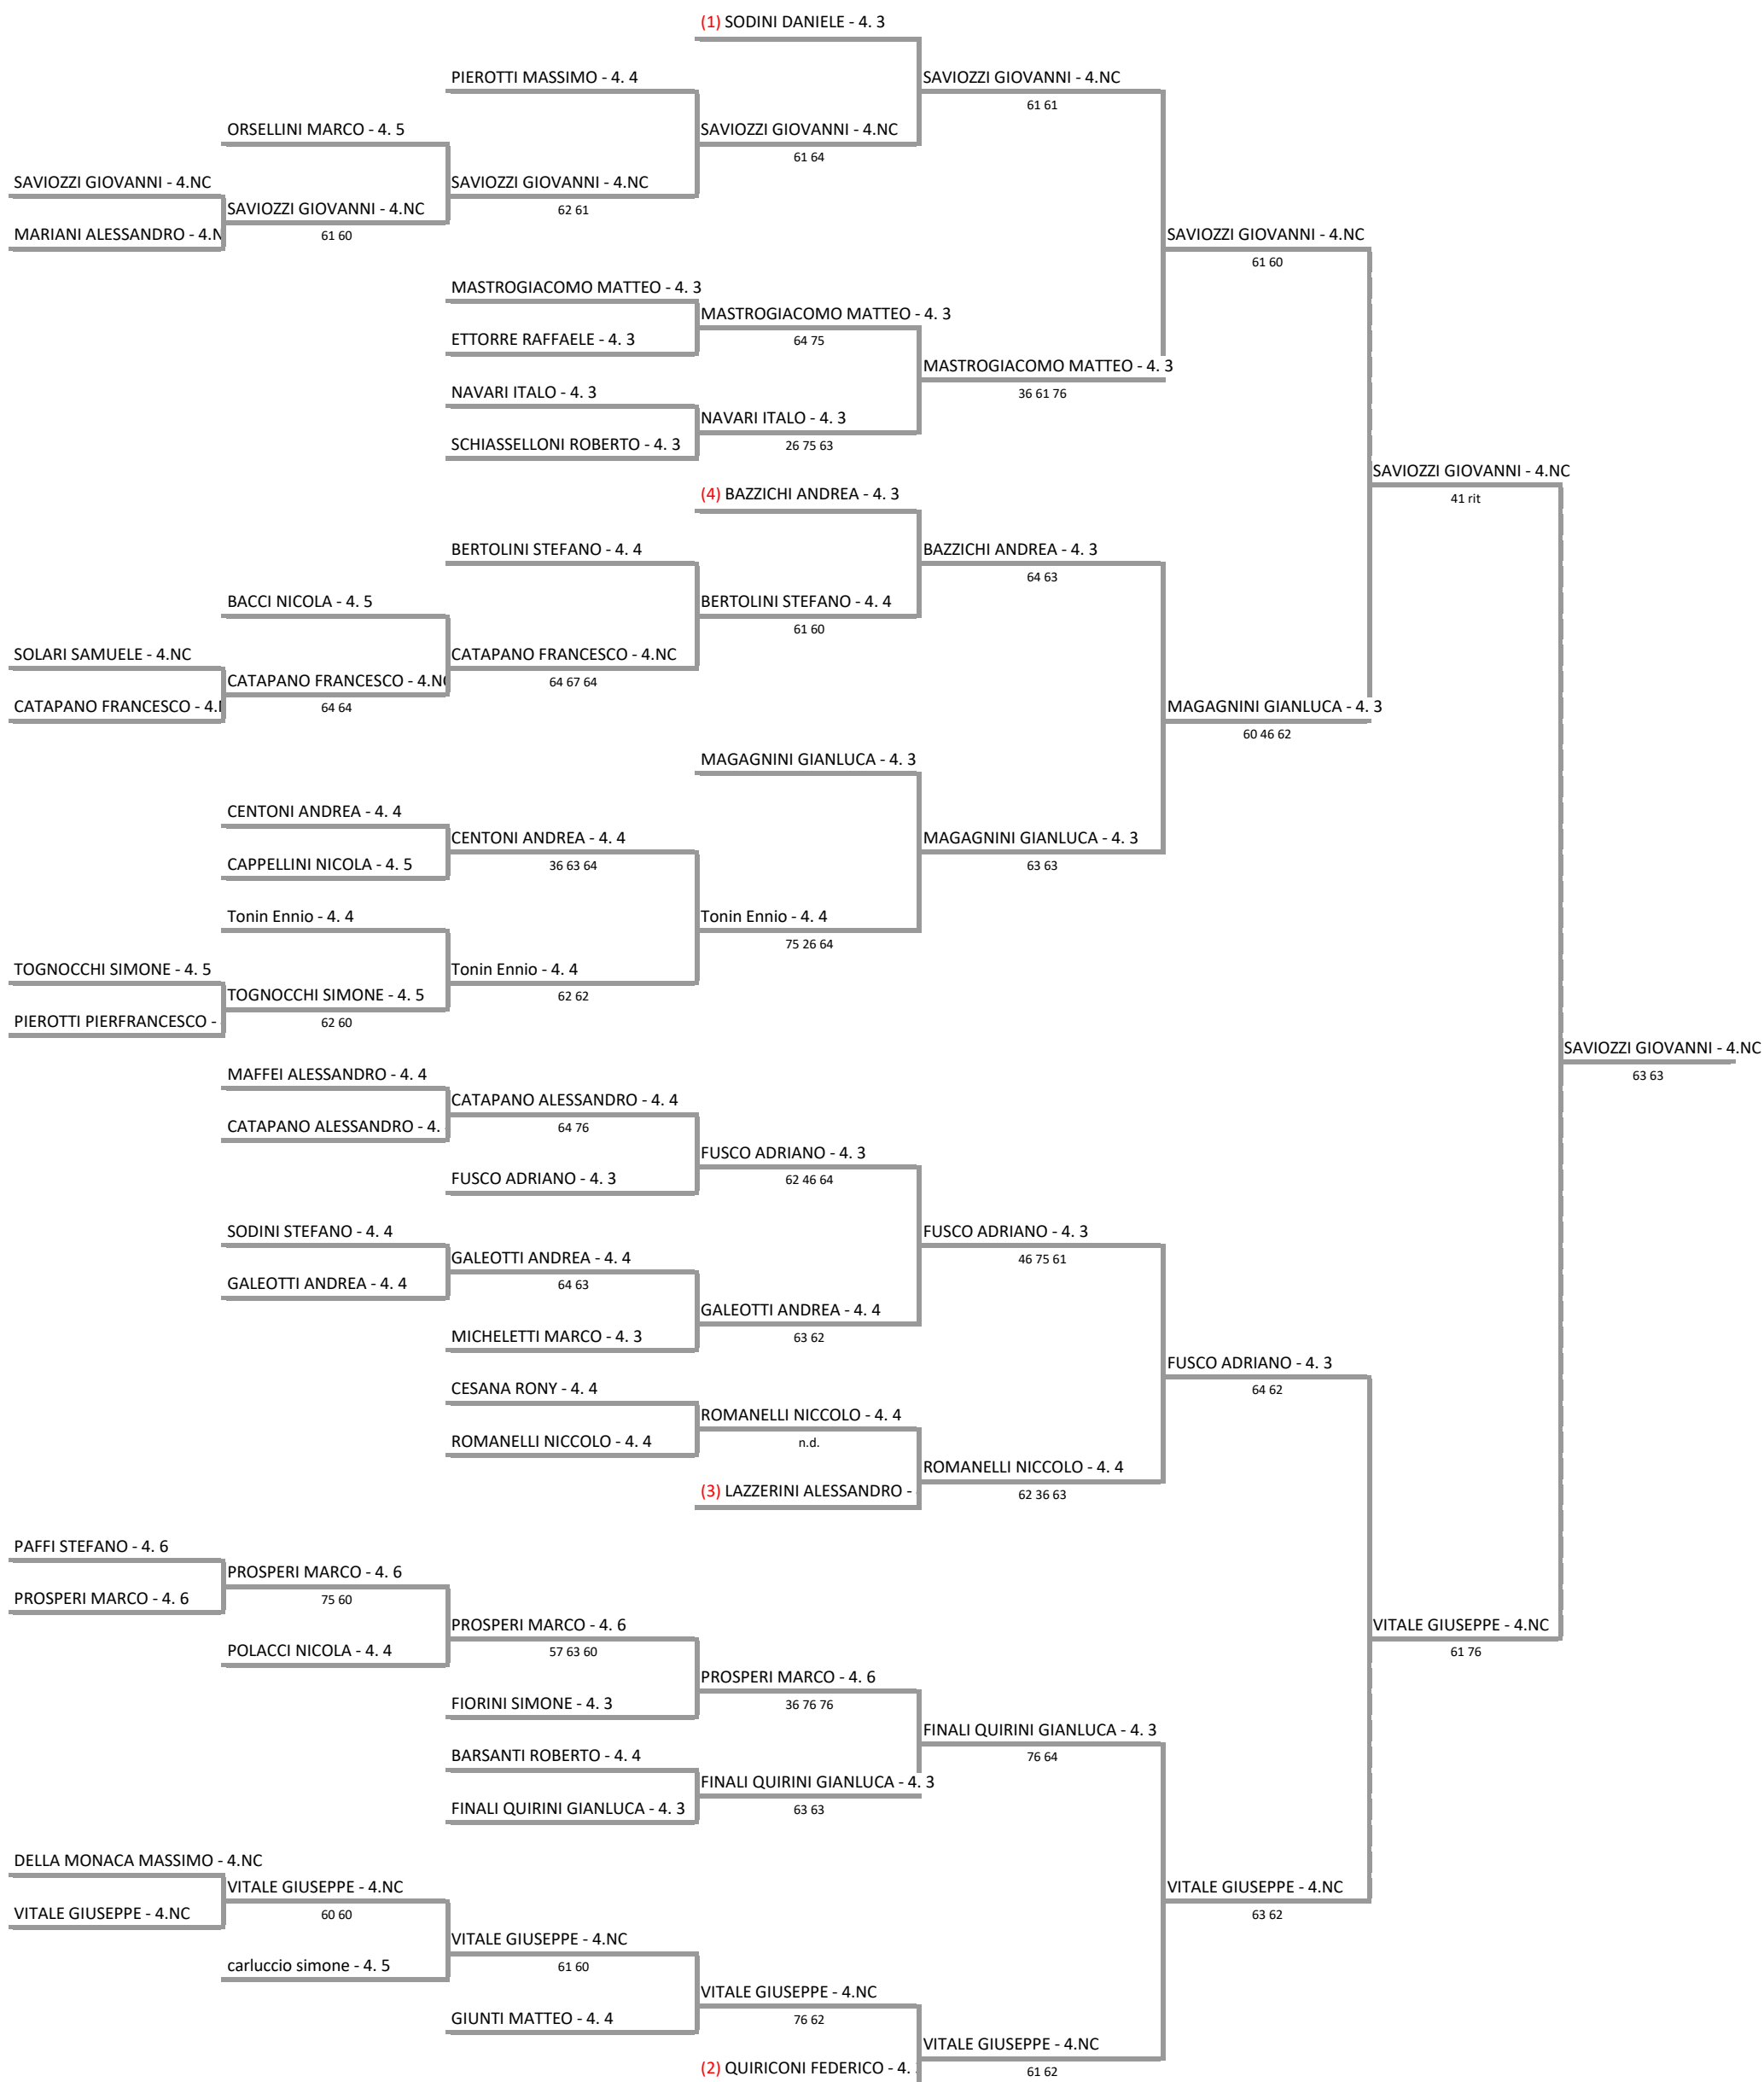 (1) SODINI DANIELE - 4. 3
PIEROTTI MASSIMO - 4. 4
SAVIOZZI GIOVANNI - 4.NC
61 61
ORSELLINI MARCO - 4. 5
SAVIOZZI GIOVANNI - 4.NC
61 64
SAVIOZZI GIOVANNI - 4.NC
SAVIOZZI GIOVANNI - 4.NC
62 61
SAVIOZZI GIOVANNI - 4.NC
61 60
MARIANI ALESSANDRO - 4.N
SAVIOZZI GIOVANNI - 4.NC
61 60
MASTROGIACOMO MATTEO - 4. 3
MASTROGIACOMO MATTEO - 4. 3
64 75
ETTORRE RAFFAELE - 4. 3
MASTROGIACOMO MATTEO - 4. 3
36 61 76
NAVARI ITALO - 4. 3
NAVARI ITALO - 4. 3
26 75 63
SCHIASSELLONI ROBERTO - 4. 3
SAVIOZZI GIOVANNI - 4.NC
41 rit
(4) BAZZICHI ANDREA - 4. 3
BERTOLINI STEFANO - 4. 4
BAZZICHI ANDREA - 4. 3
64 63
BACCI NICOLA - 4. 5
BERTOLINI STEFANO - 4. 4
61 60
SOLARI SAMUELE - 4.NC
CATAPANO FRANCESCO - 4.NC
64 67 64
CATAPANO FRANCESCO - 4.NC
64 64
CATAPANO FRANCESCO - 4.
MAGAGNINI GIANLUCA - 4. 3
60 46 62
MAGAGNINI GIANLUCA - 4. 3
CENTONI ANDREA - 4. 4
CENTONI ANDREA - 4. 4
36 63 64
MAGAGNINI GIANLUCA - 4. 3
63 63
CAPPELLINI NICOLA - 4. 5
Tonin Ennio - 4. 4
Tonin Ennio - 4. 4
75 26 64
TOGNOCCHI SIMONE - 4. 5
Tonin Ennio - 4. 4
62 62
TOGNOCCHI SIMONE - 4. 5
62 60
PIEROTTI PIERFRANCESCO -
SAVIOZZI GIOVANNI - 4.NC
63 63
MAFFEI ALESSANDRO - 4. 4
CATAPANO ALESSANDRO - 4. 4
64 76
CATAPANO ALESSANDRO - 4.
FUSCO ADRIANO - 4. 3
62 46 64
FUSCO ADRIANO - 4. 3
SODINI STEFANO - 4. 4
FUSCO ADRIANO - 4. 3
46 75 61
GALEOTTI ANDREA - 4. 4
64 63
GALEOTTI ANDREA - 4. 4
GALEOTTI ANDREA - 4. 4
63 62
MICHELETTI MARCO - 4. 3
FUSCO ADRIANO - 4. 3
64 62
CESANA RONY - 4. 4
ROMANELLI NICCOLO - 4. 4
n.d.
ROMANELLI NICCOLO - 4. 4
ROMANELLI NICCOLO - 4. 4
62 36 63
(3) LAZZERINI ALESSANDRO -
PAFFI STEFANO - 4. 6
PROSPERI MARCO - 4. 6
75 60
PROSPERI MARCO - 4. 6
PROSPERI MARCO - 4. 6
57 63 60
VITALE GIUSEPPE - 4.NC
61 76
POLACCI NICOLA - 4. 4
PROSPERI MARCO - 4. 6
36 76 76
FIORINI SIMONE - 4. 3
FINALI QUIRINI GIANLUCA - 4. 3
76 64
BARSANTI ROBERTO - 4. 4
FINALI QUIRINI GIANLUCA - 4. 3
63 63
FINALI QUIRINI GIANLUCA - 4. 3
DELLA MONACA MASSIMO - 4.NC
VITALE GIUSEPPE - 4.NC
60 60
VITALE GIUSEPPE - 4.NC
63 62
VITALE GIUSEPPE - 4.NC
VITALE GIUSEPPE - 4.NC
61 60
carluccio simone - 4. 5
VITALE GIUSEPPE - 4.NC
76 62
GIUNTI MATTEO - 4. 4
VITALE GIUSEPPE - 4.NC
61 62
(2) QUIRICONI FEDERICO - 4.